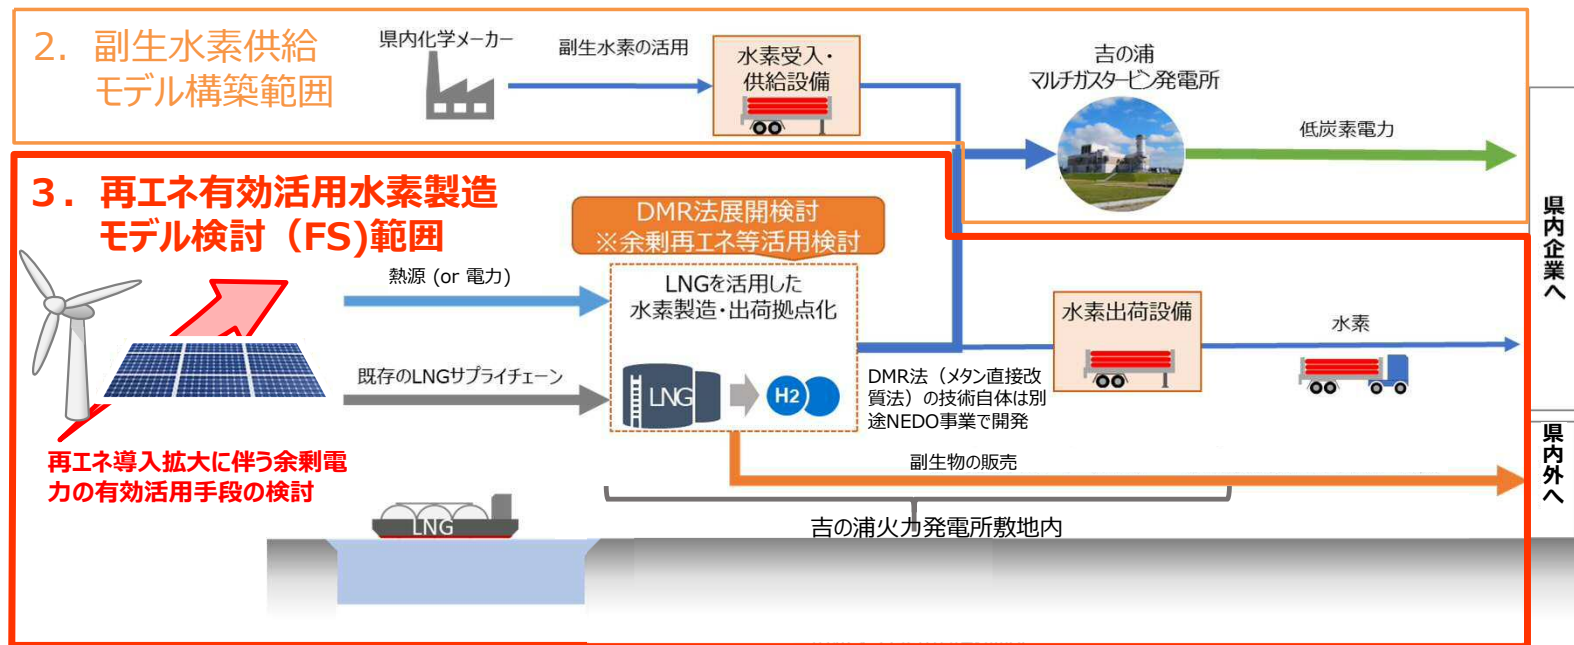 2．副生水素供給
モデル構築範囲
県内化学メーカー
副生水素の活用
水素受入・
供給設備
吉の浦
マルチガスタービン発電所
低炭素電力
県内企業へ
3．再エネ有効活用水素製造
モデル検討（FS)範囲
DMR法展開検討
※余剰再エネ等活用検討
熱源 (or 電力)
LNGを活用した
水素製造・出荷拠点化
水素出荷設備
水素
既存のLNGサプライチェーン
LNG
H2
DMR法（メタン直接改
質法）の技術自体は別
途NEDO事業で開発
再エネ導入拡大に伴う余剰電
力の有効活用手段の検討
副生物の販売
県内外へ
LNG
吉の浦火力発電所敷地内